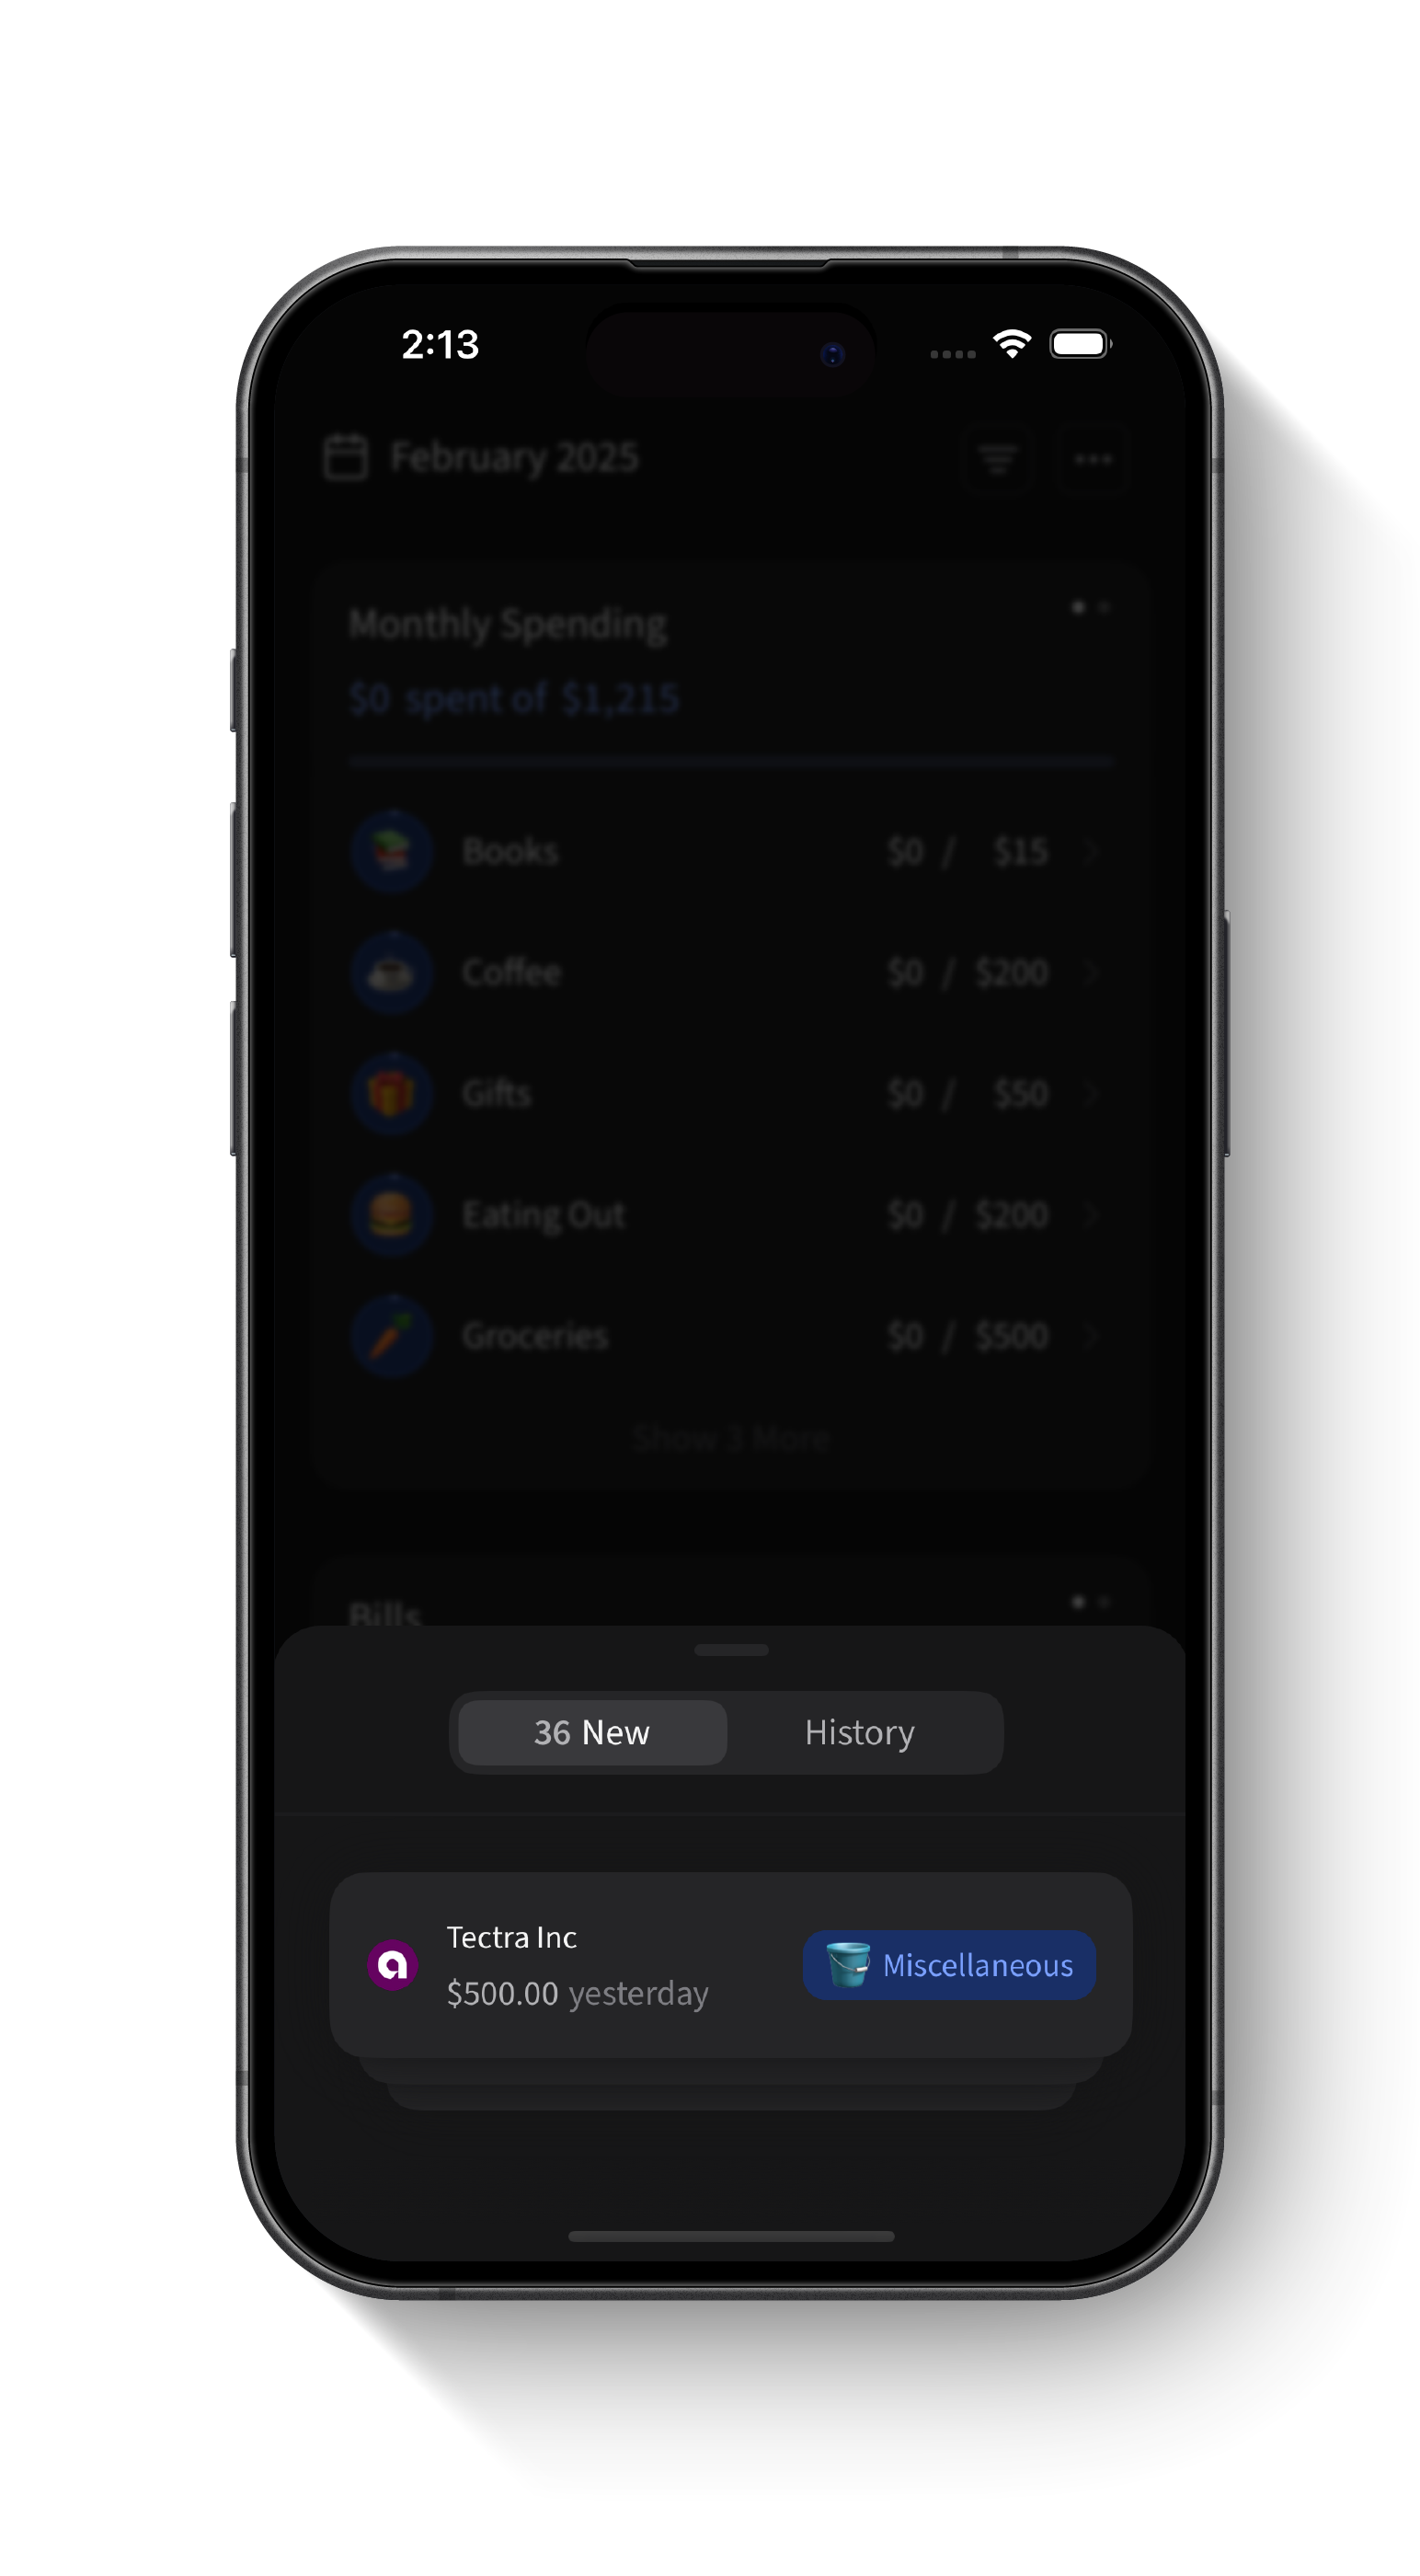 2:13
February 2025
Monthly Spending
$0 spent of $1,215
Books $0 / $15
Coffee $0 / $200
Gifts $0 / $50
Eating Out $0 / $200
Groceries $0 / $500
Show 3 More
Bills
36 New History
Tectra Inc
$500.00 yesterday
Miscellaneous